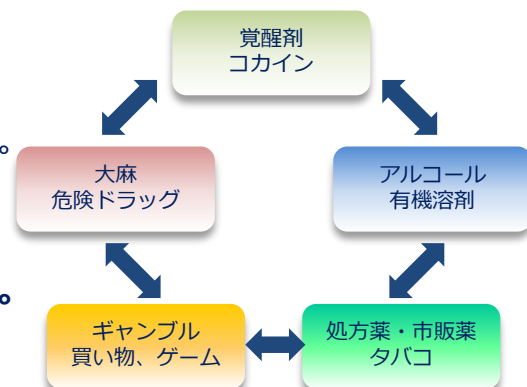 覚醒剤
コカイン
。
大麻
危険ドラッグ
アルコール
有機溶剤
。
ギャンブル
買い物、ゲーム
処方薬・市販薬
タバコ